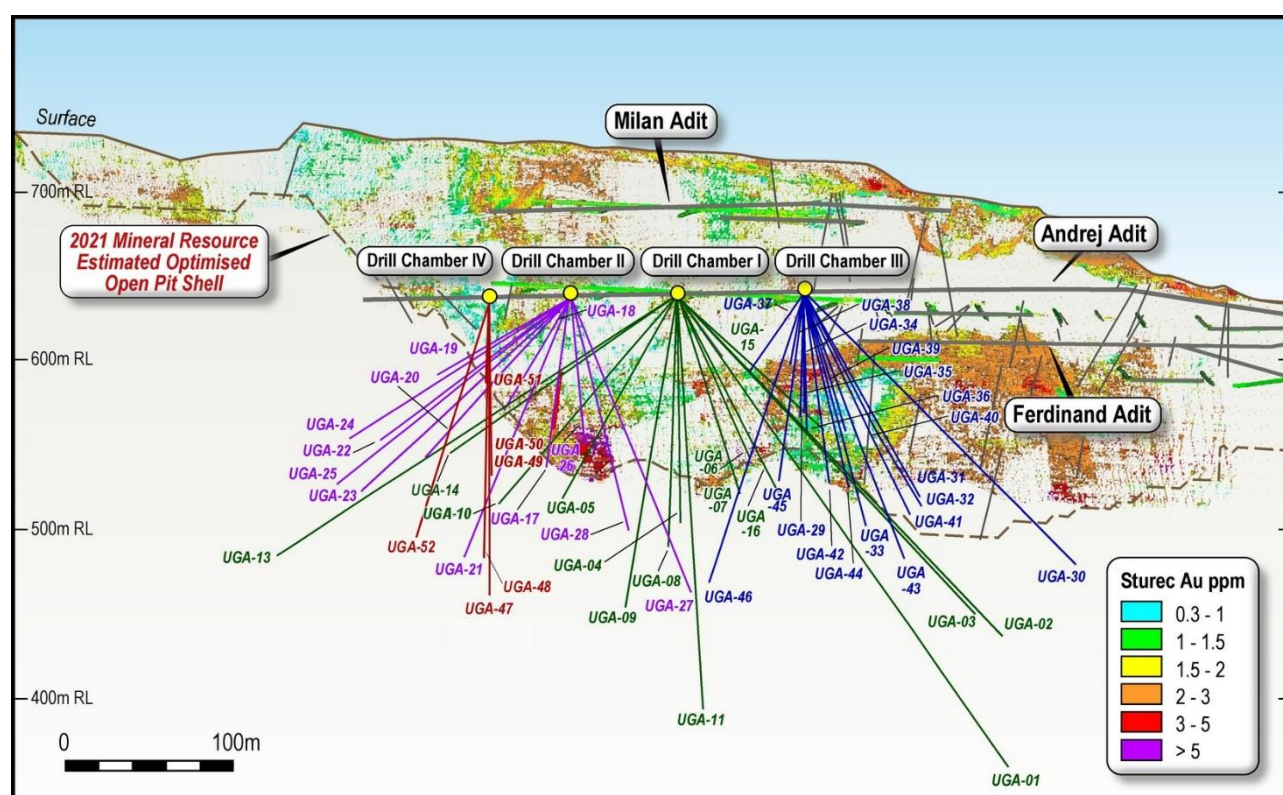 Surface
Milan Adit
700m RL
2021 Mineral Resource
Estimated Optimised
Open Pit Shell
Andrej Adit
Drill Chamber IV
Drill Chamber II
Drill Chamber I
Drill Chamber III
UGA-18
UGA-37
UGA-38
UGA-34
UGA-
15
UGA-19
UGA-39
600m RL
UGA-20
UGA-51
UGA-35
UGA-36
UGA-40
Ferdinand Adit
UGA-24
UGA-22
UGA-50
UGA-49
UGA
-26
UGA
-06
UGA-25
UGA-23
UGA-14
UGA-10
UGA-17
UGA-05
UGA
-07
UGA
-16
UGA
-45
UGA-31
UGA-32
UGA-41
500m RL
UGA-13
UGA-52
UGA-21
UGA-28
UGA-04
UGA-29
UGA-42
UGA
-33
UGA-44
UGA
-43
UGA-30
UGA-48
UGA-47
UGA-08
UGA-09
UGA-27
UGA-46
UGA-03
UGA-02
UGA-11
UGA-01
400m RL
0
100m
Sturec Au ppm
0.3 - 1
1 - 1.5
1.5 - 2
2 - 3
3 - 5
> 5